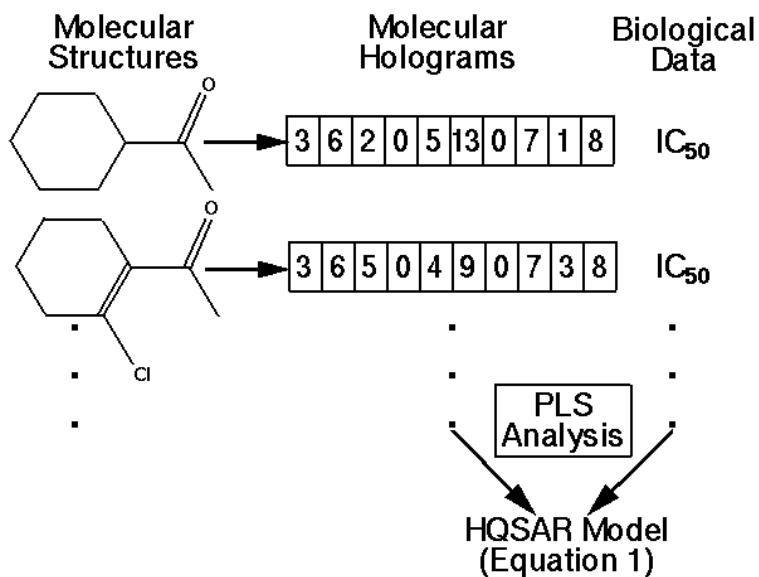 Molecular Structures
Molecular Holograms
Biological Data
O
3 6 2 0 5 13 0 7 1 8
IC50
O
3 6 5 0 4 9 0 7 3 8
IC50
Cl
PLS Analysis
HQSAR Model
(Equation 1)